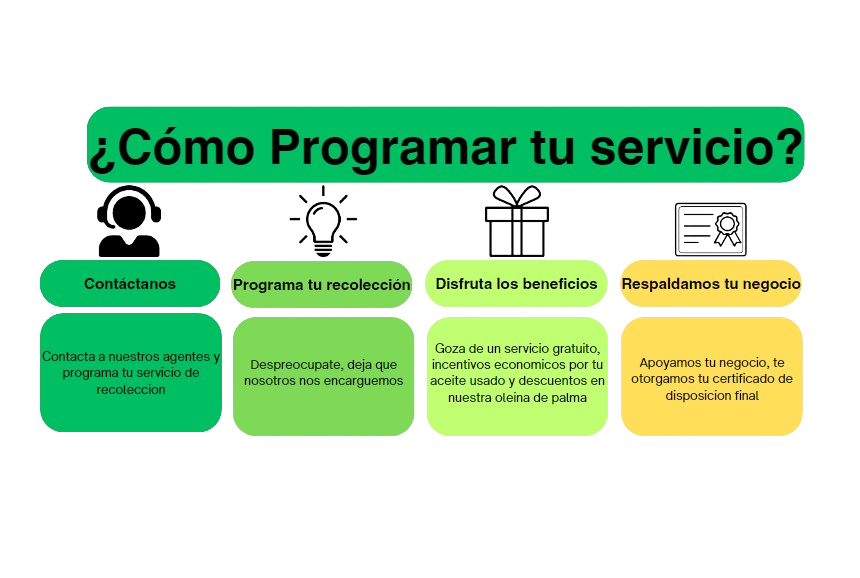 ¿Cómo Programar tu servicio?
Contáctanos
Programa tu recolección
Disfruta los beneficios
Respaldamos tu negocio
Contacta a nuestros agentes y
programa tu servicio de
recoleccion
Despreocupate, deja que
nosotros nos encarguemos
Goza de un servicio gratuito,
incentivos economicos por tu
aceite usado y descuentos en
nuestra oleina de palma
Apoyamos tu negocio, te
otorgamos tu certificado de
disposicion final